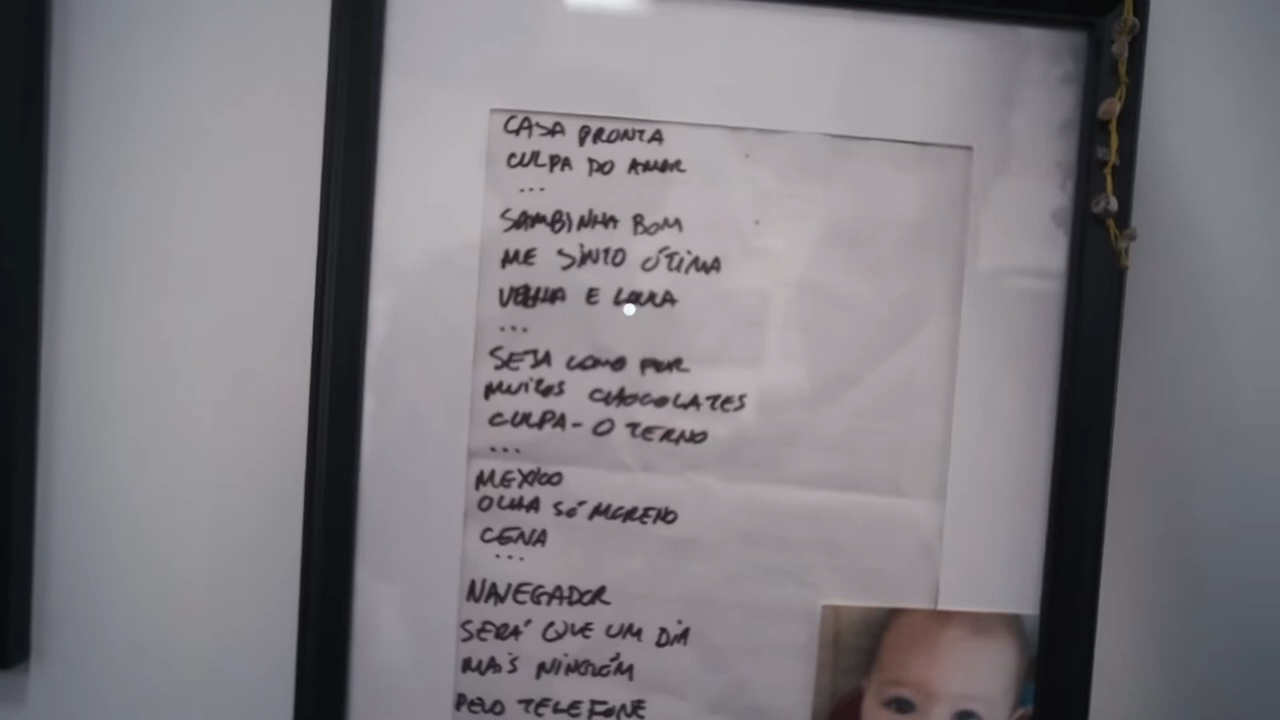 CASA PRONTA
CULPA DO AMOR
...
SAMBINHA BOM
ME SINTO ÓTIMA
VELHA E LOUCA
...
SEJA COMO FOR
MUITOS CHOCOLATES
CULPA - O TERNO
...
MEXICO
OLHA SÓ MORENO
CENA
...
NAVEGADOR
SERÁ QUE UM DIA
MAIS NINGUÉM
PELO TELEFONE